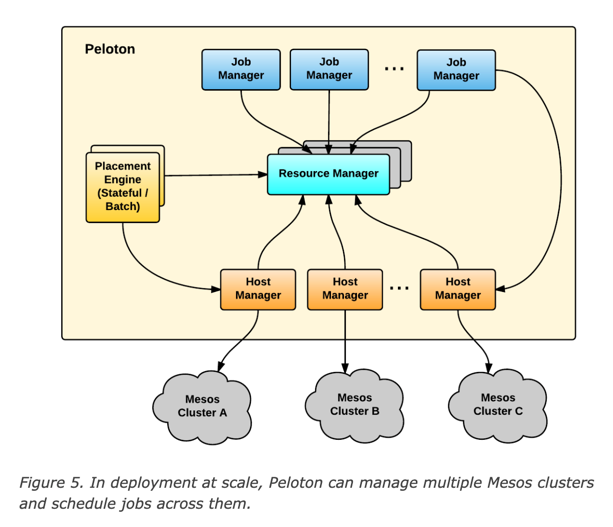 Peloton
Job
Manager
Job
Manager
...
Job
Manager
Placement
Engine
(Stateful /
Batch)
Resource Manager
Host
Manager
Host
Manager
...
Host
Manager
Mesos
Cluster A
Mesos
Cluster B
Mesos
Cluster C
Figure 5. In deployment at scale, Peloton can manage multiple Mesos clusters
and schedule jobs across them.